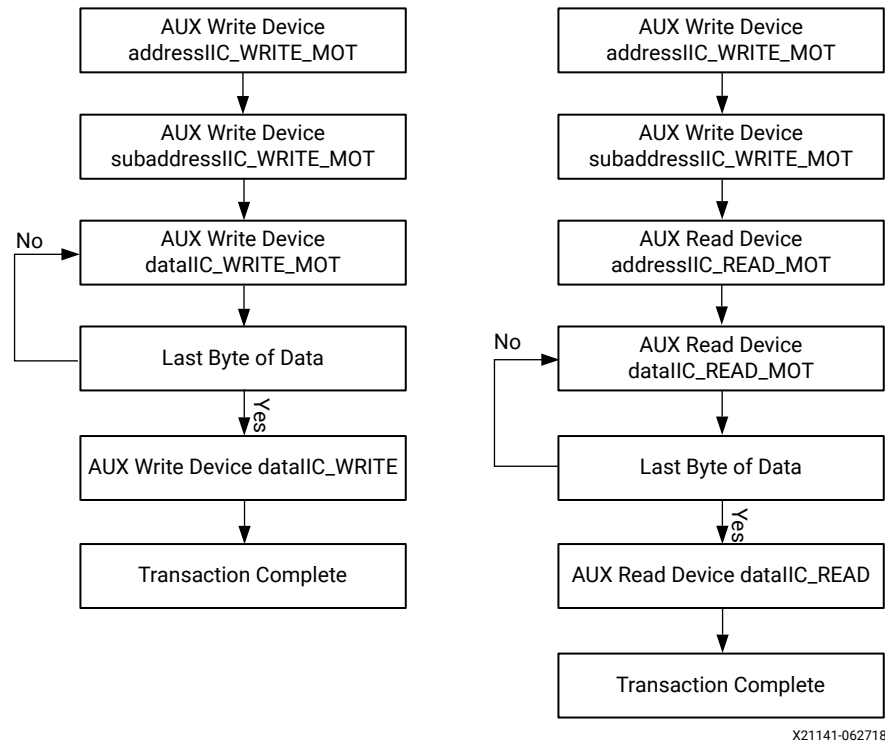 AUX Write Device
addressIIC_WRITE_MOT
AUX Write Device
subaddressIIC_WRITE_MOT
No
AUX Write Device
dataIIC_WRITE_MOT
Last Byte of Data
Yes
AUX Write Device dataIIC_WRITE
Transaction Complete
AUX Write Device
addressIIC_WRITE_MOT
AUX Write Device
subaddressIIC_WRITE_MOT
AUX Read Device
addressIIC_READ_MOT
No
AUX Read Device
dataIIC_READ_MOT
Last Byte of Data
Yes
AUX Read Device dataIIC_READ
Transaction Complete
X21141-062718